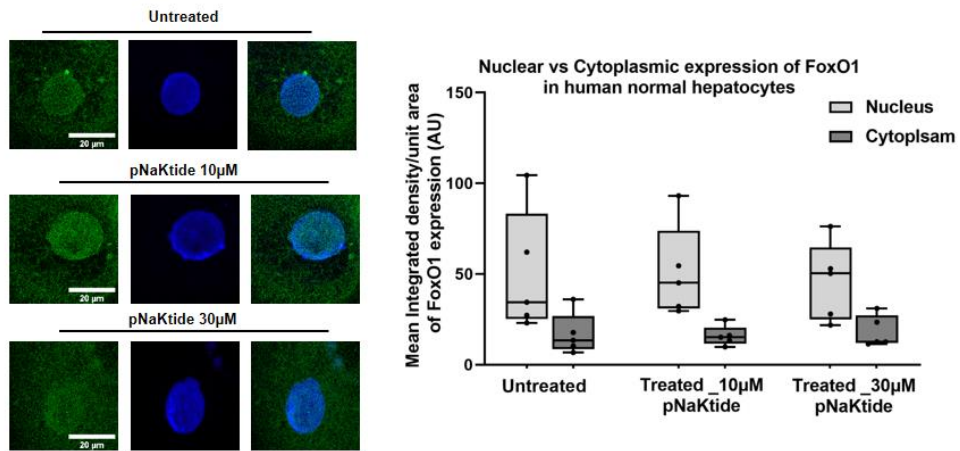 Untreated
20 µm
pNaKtide 10µM
20 µm
pNaKtide 30µM
20 µm
Nuclear vs Cytoplasmic expression of FoxO1
in human normal hepatocytes
Mean Integrated density/unit area
of FoxO1 expression (AU)
150
100
50
0
Nucleus
Cytoplsam
Untreated
Treated _10µM
pNaKtide
Treated _30µM
pNaKtide